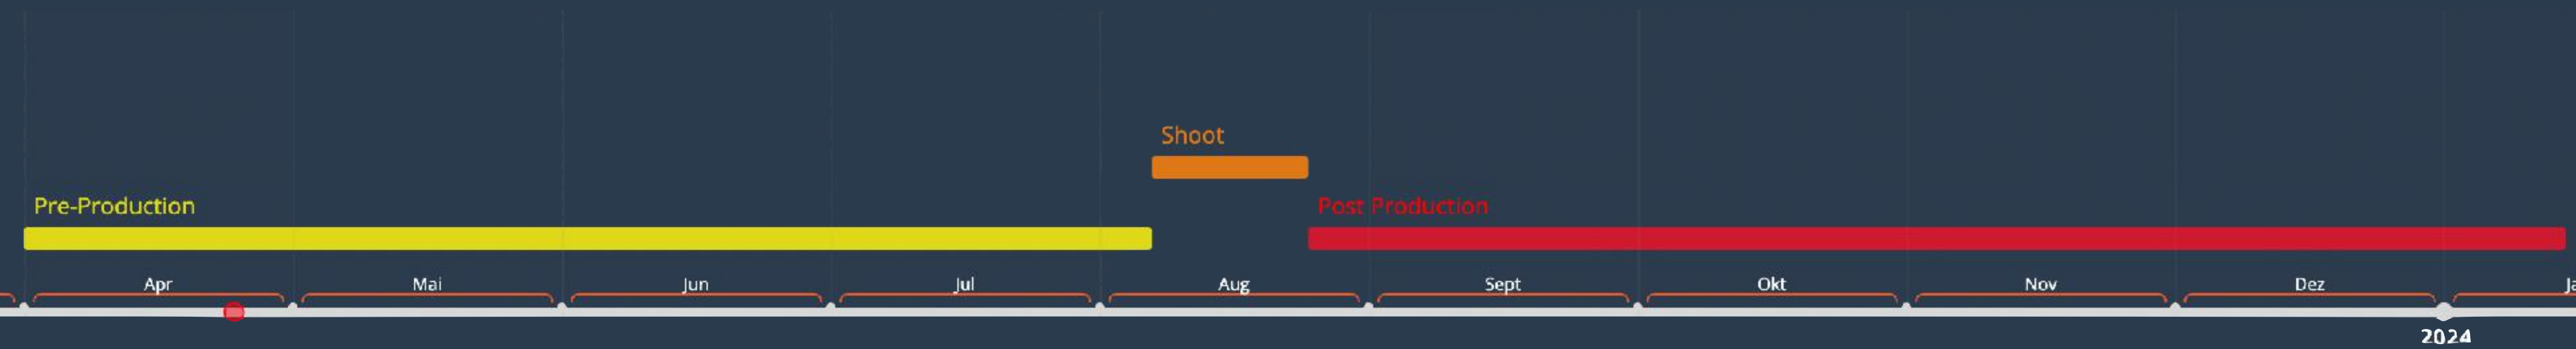 Shoot
Pre-Production
Post Production
Apr Mai Jun Jul Aug Sept Okt Nov Dez
2024